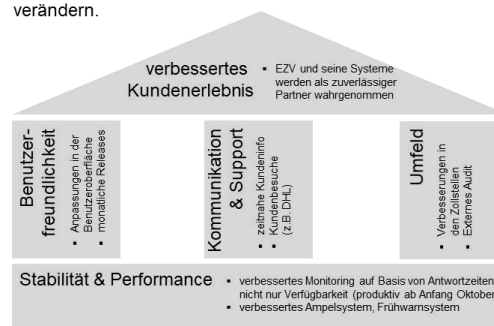 verändern.
verbessertes
Kundenerlebnis
▪ EZV und seine Systeme
werden als zuverlässiger
Partner wahrgenommen
Benutzer-
freundlichkeit
▪ Anpassungen in der
Benutzeroberfläche
▪ monatliche Releases
Kommunikation
& Support
▪ zeitnahe Kundeninfo
▪ Kundenbesuche
(z.B. DHL)
Umfeld
▪ Verbesserungen in
den Zollstellen
▪ Externes Audit
Stabilität & Performance
▪ verbessertes Monitoring auf Basis von Antwortzeiten
nicht nur Verfügbarkeit (produktiv ab Anfang Oktober
▪ verbessertes Ampelsystem, Frühwarnsystem